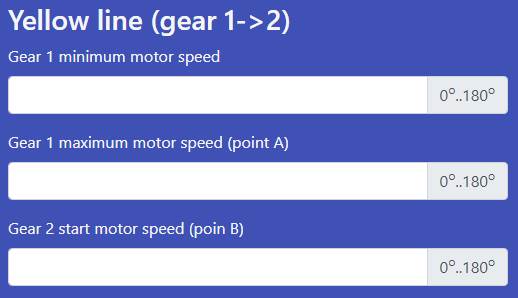 Yellow line (gear 1->2)
Gear 1 minimum motor speed
0°..180°
Gear 1 maximum motor speed (point A)
0°..180°
Gear 2 start motor speed (poin B)
0°..180°